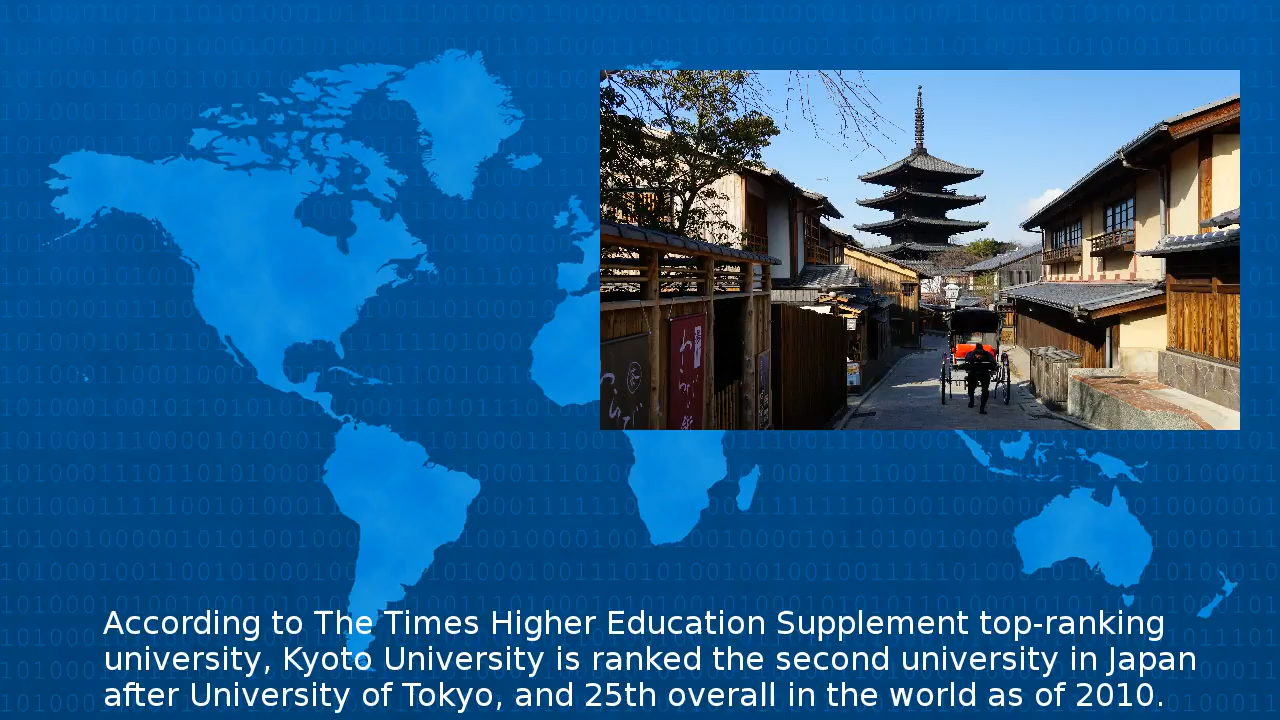 According to The Times Higher Education Supplement top-ranking
university, Kyoto University is ranked the second university in Japan
after University of Tokyo, and 25th overall in the world as of 2010.